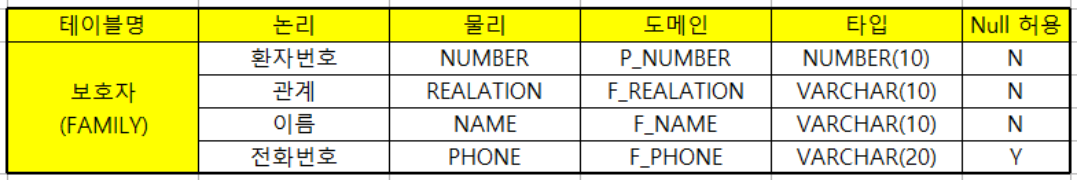 테이블명 논리 물리 도메인 타입 Null 허용
환자번호 NUMBER P_NUMBER NUMBER(10) N
보호자
관계 REALATION F_REALATION VARCHAR(10) N
(FAMILY)
이름 NAME F_NAME VARCHAR(10) N
전화번호 PHONE F_PHONE VARCHAR(20) Y